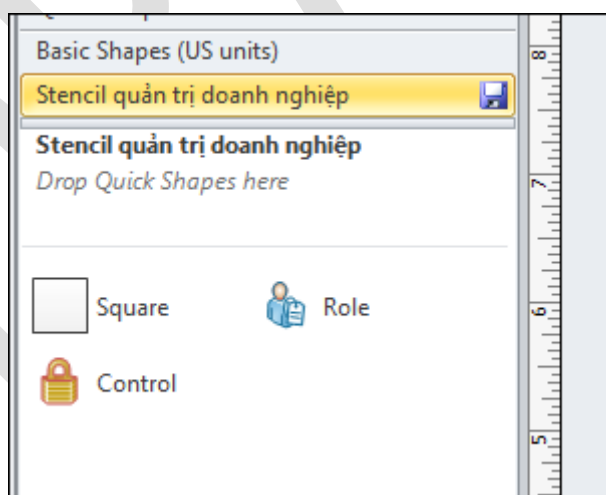 Basic Shapes (US units)
Stencil quản trị doanh nghiệp
Stencil quản trị doanh nghiệp
Drop Quick Shapes here
Square
Role
Control
8
7
6
5